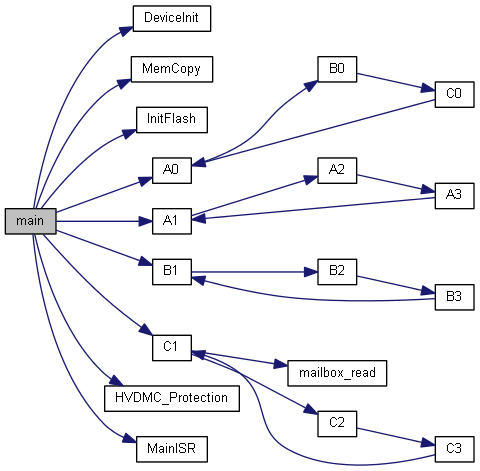 DeviceInit
MemCopy
InitFlash
main
A0
B0
C0
A1
A2
A3
B1
B2
B3
C1
mailbox_read
C2
C3
HVDMC_Protection
MainISR